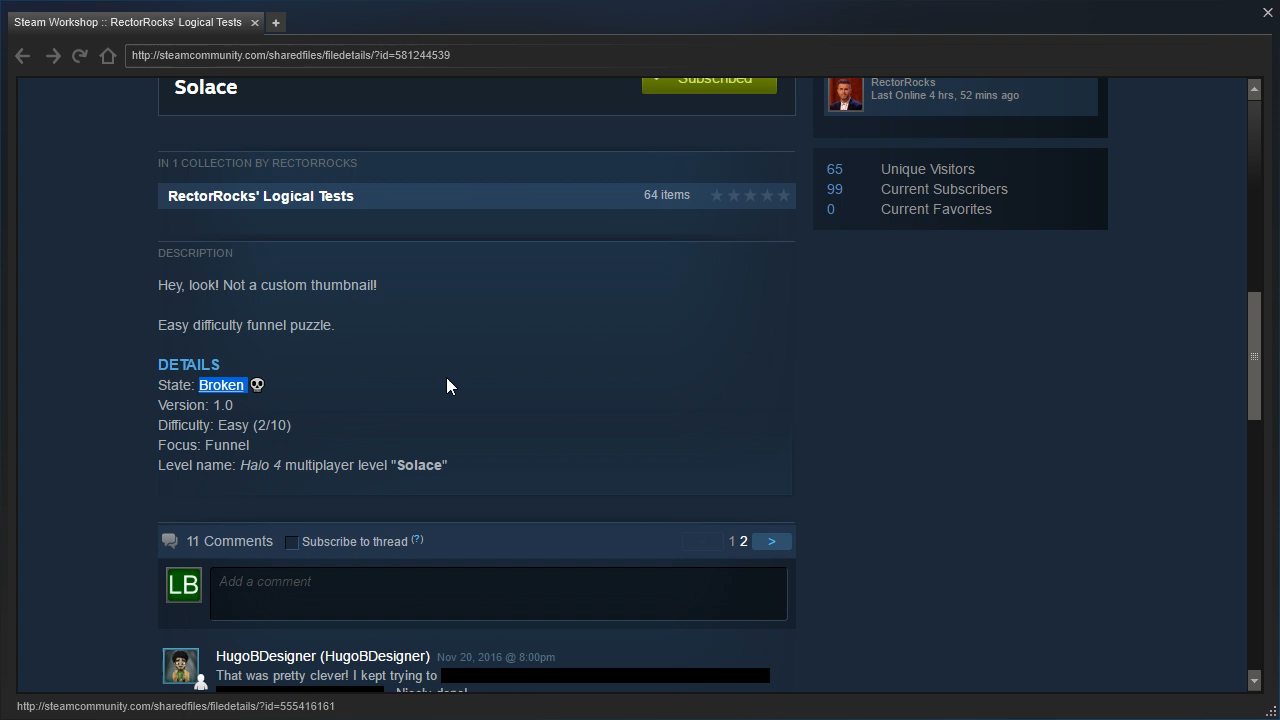 Steam Workshop :: RectorRocks' Logical Tests
http://steamcommunity.com/sharedfiles/filedetails/?id=581244539
Solace
Subscribed
RectorRocks
Last Online 4 hrs, 52 mins ago
IN 1 COLLECTION BY RECTORROCKS
RectorRocks' Logical Tests 64 items
65 Unique Visitors
99 Current Subscribers
0 Current Favorites
DESCRIPTION
Hey, look! Not a custom thumbnail!
Easy difficulty funnel puzzle.
DETAILS
State: Broken
Version: 1.0
Difficulty: Easy (2/10)
Focus: Funnel
Level name: Halo 4 multiplayer level "Solace"
11 Comments Subscribe to thread (?) < 1 2 >
LB Add a comment
HugoBDesigner (HugoBDesigner) Nov 20, 2016 @ 8:00pm
That was pretty clever! I kept trying to
Nicely done!
http://steamcommunity.com/sharedfiles/filedetails/?id=555416161